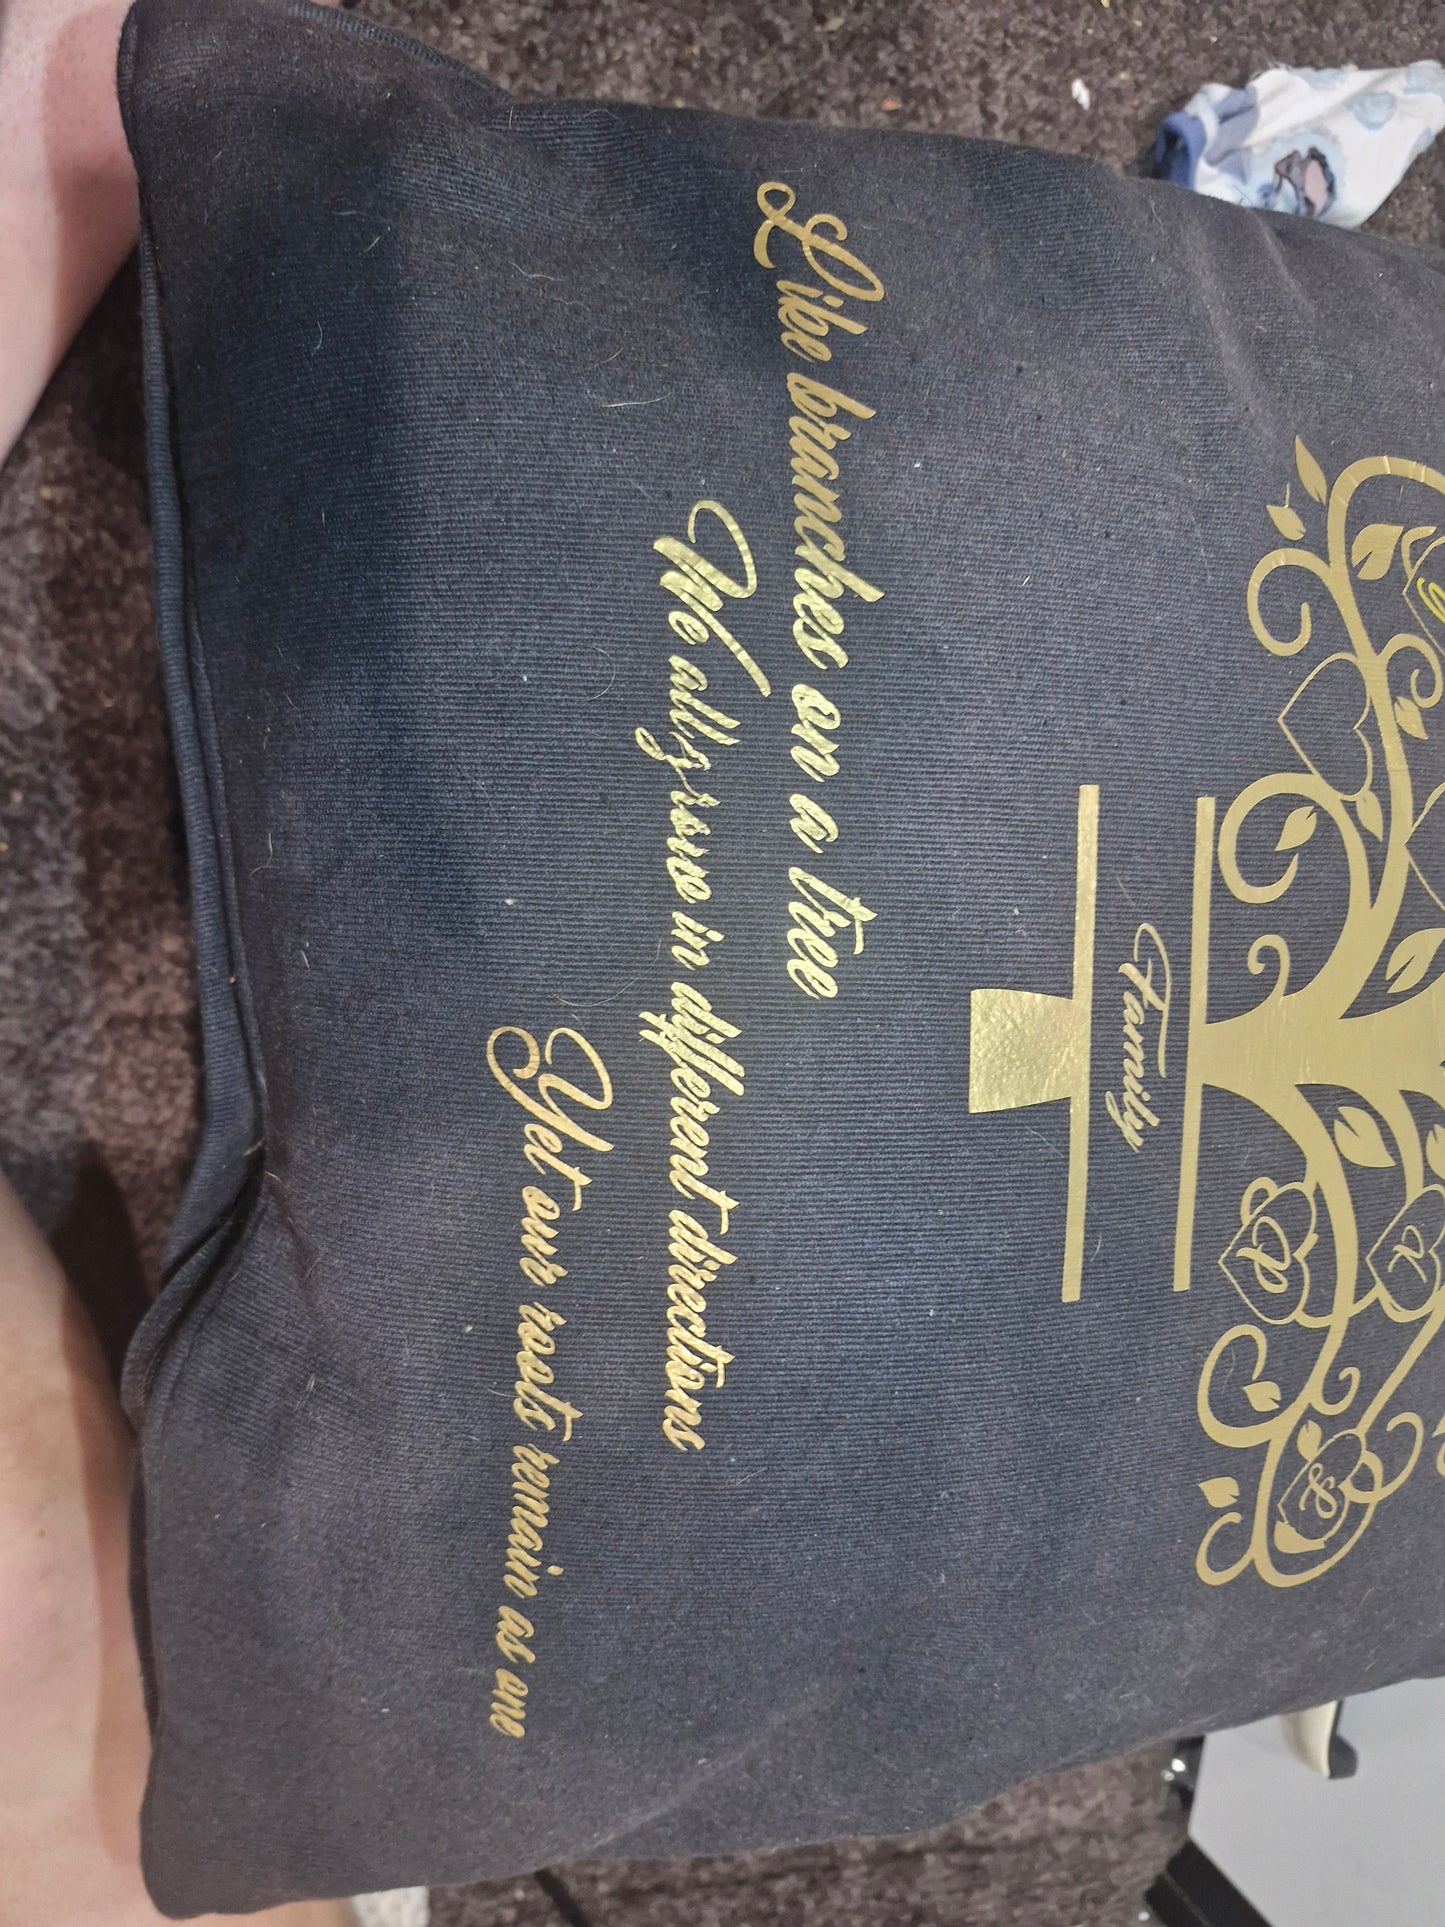 P
L
S
Family
Like branches on a tree
We all grow in different directions
Yet our roots remain as one